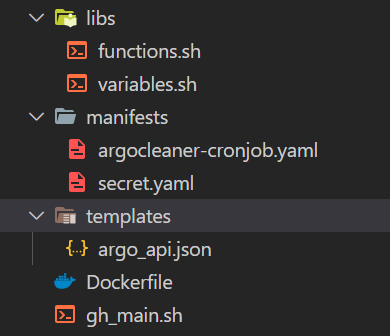 libs
functions.sh
variables.sh
manifests
argocleaner-cronjob.yaml
secret.yaml
templates
argo_api.json
Dockerfile
gh_main.sh